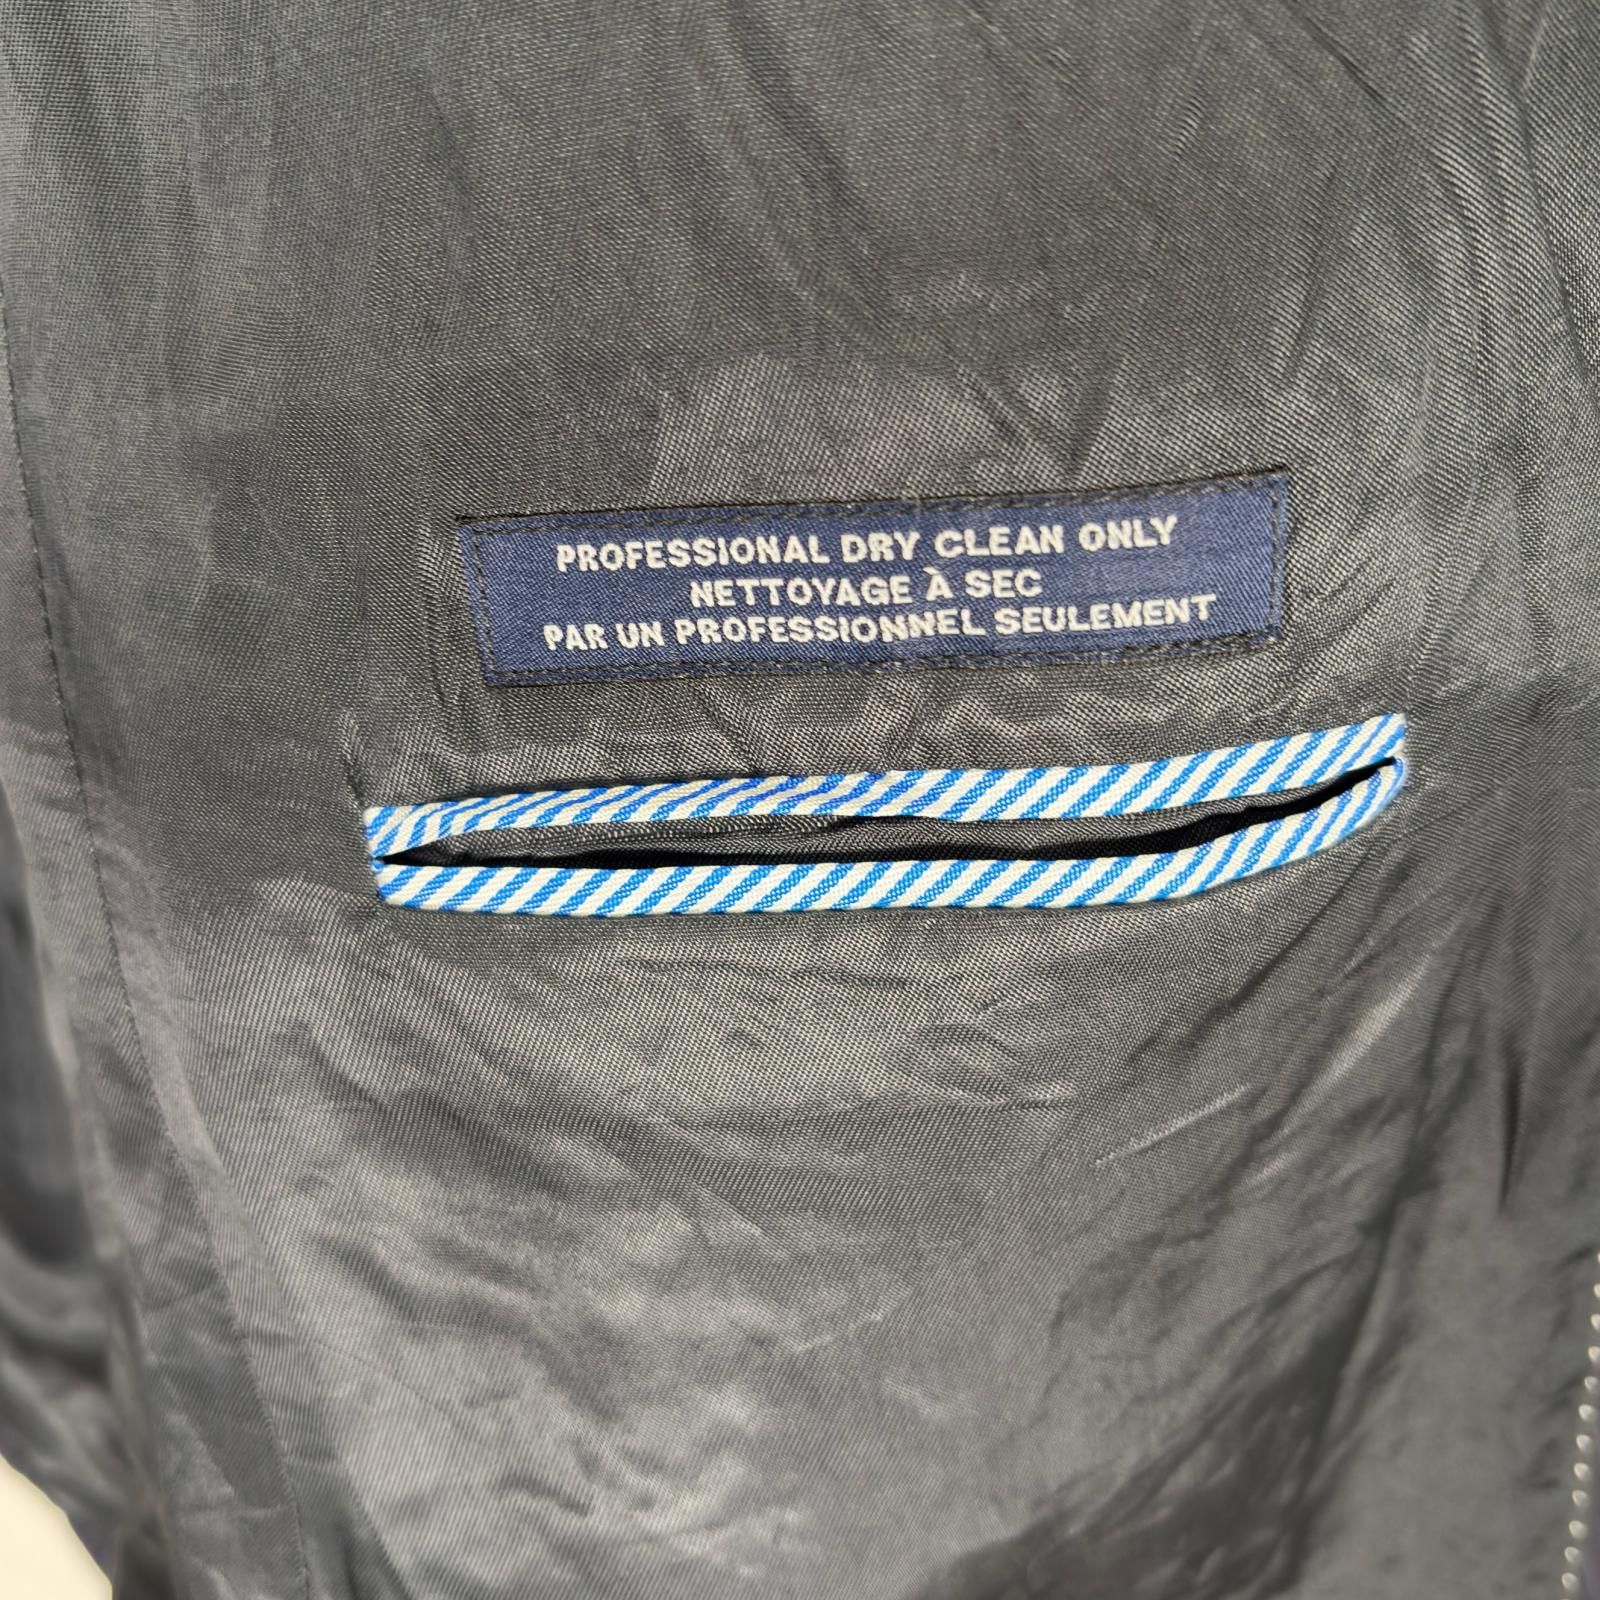 PROFESSIONAL DRY CLEAN ONLY
NETTOYAGE À SEC
PAR UN PROFESSIONNEL SEULEMENT